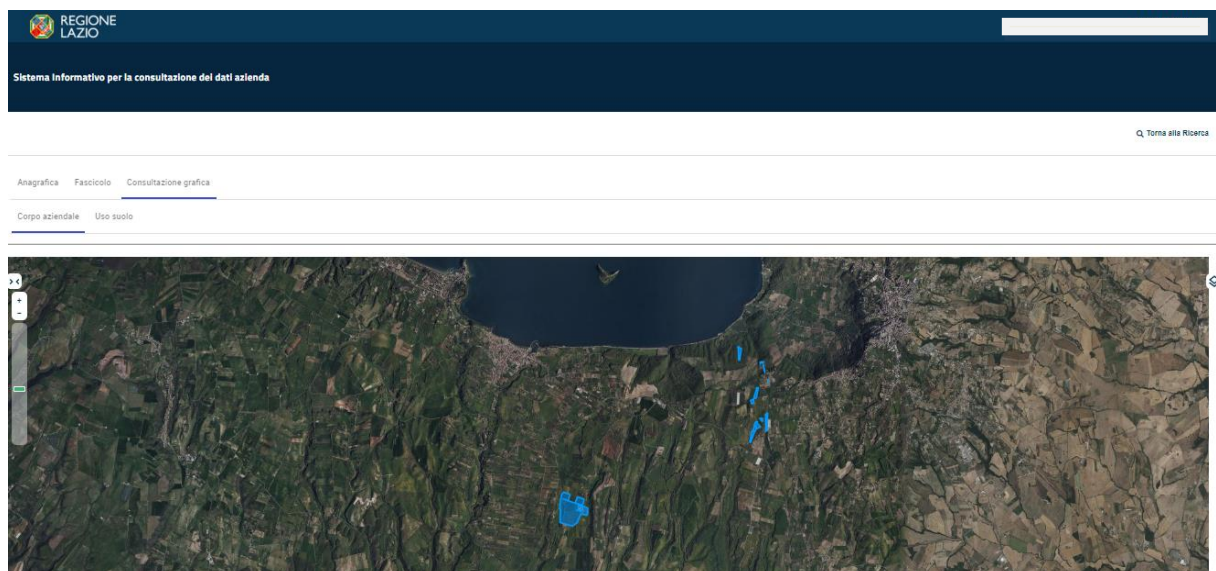 REGIONE
LAZIO
Sistema Informativo per la consultazione dei dati azienda
Torna alla Ricerca
Anagrafica Fascicolo Consultazione grafica
Corpo aziendale Uso suolo
+
-